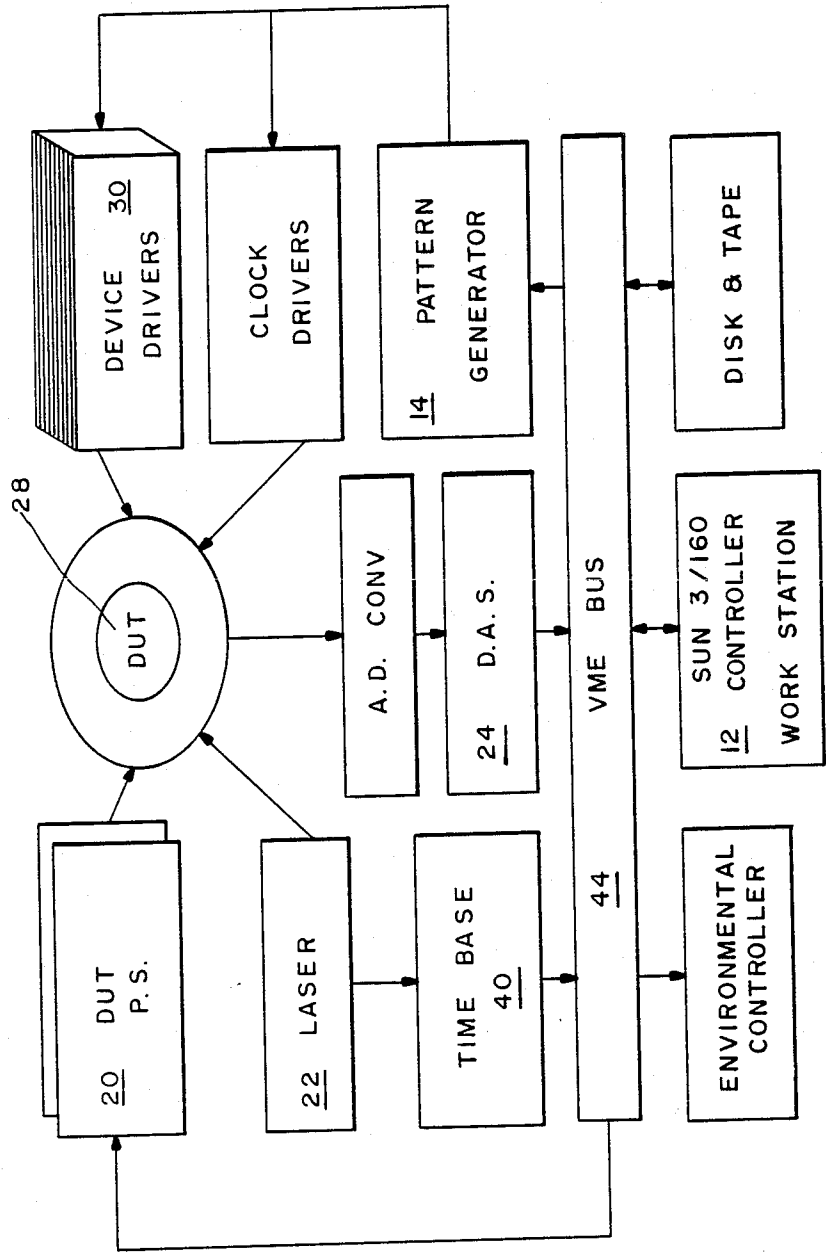 20 DUT
P.S.
28
DUT
DEVICE 30
DRIVERS
22 LASER
CLOCK
DRIVERS
A.D. CONV
TIME BASE
40
24 D.A.S.
14 PATTERN
GENERATOR
44 VME BUS
ENVIRONMENTAL
CONTROLLER
SUN 3/160
12 CONTROLLER
WORK STATION
DISK & TAPE